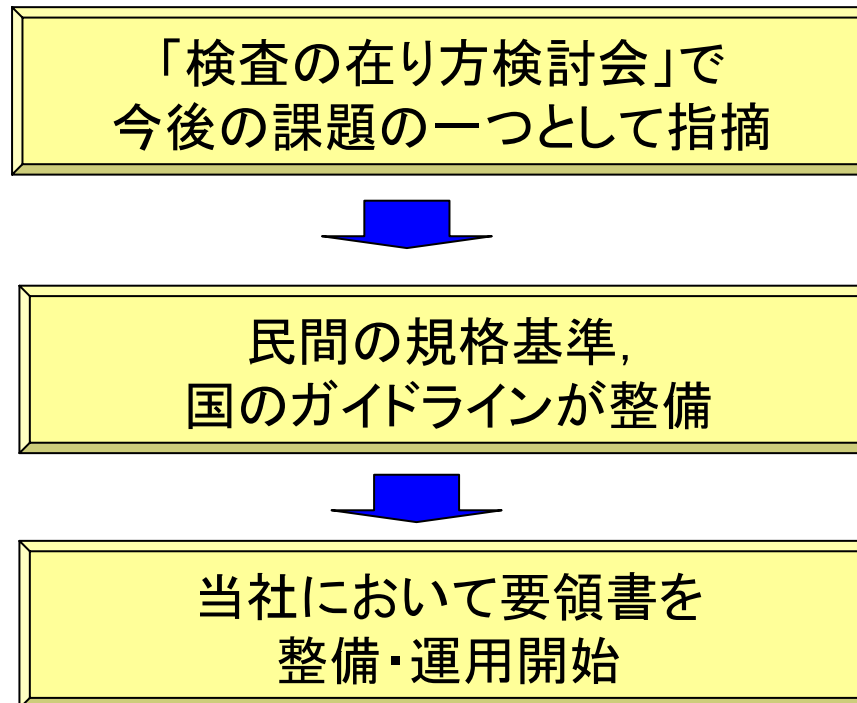 「検査の在り方検討会」で
今後の課題の一つとして指摘
民間の規格基準,
国のガイドラインが整備
当社において要領書を
整備・運用開始